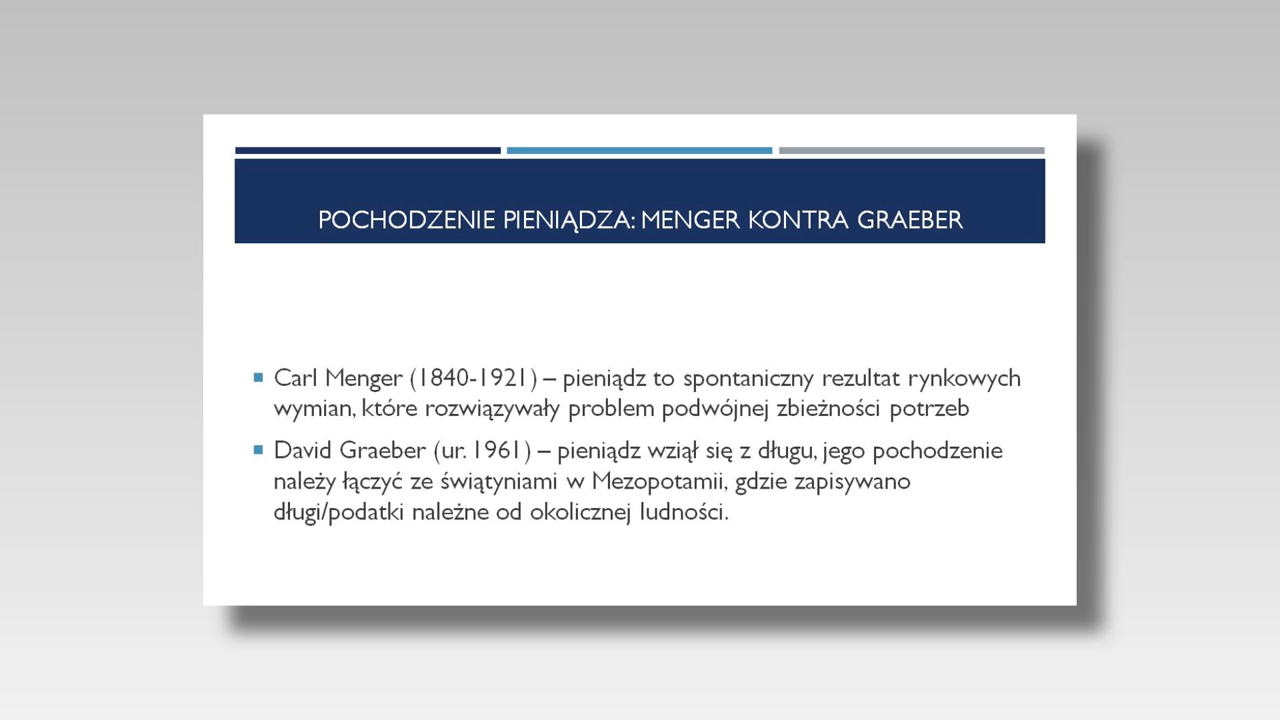 POCHODZENIE PIENIĄDZA: MENGER KONTRA GRAEBER
Carl Menger (1840-1921) – pieniądz to spontaniczny rezultat rynkowych
wymian, które rozwiązywały problem podwójnej zbieżności potrzeb
David Graeber (ur. 1961) – pieniądz wziął się z długu, jego pochodzenie
należy łączyć ze świątyniami w Mezopotamii, gdzie zapisywano
długi/podatki należne od okolicznej ludności.